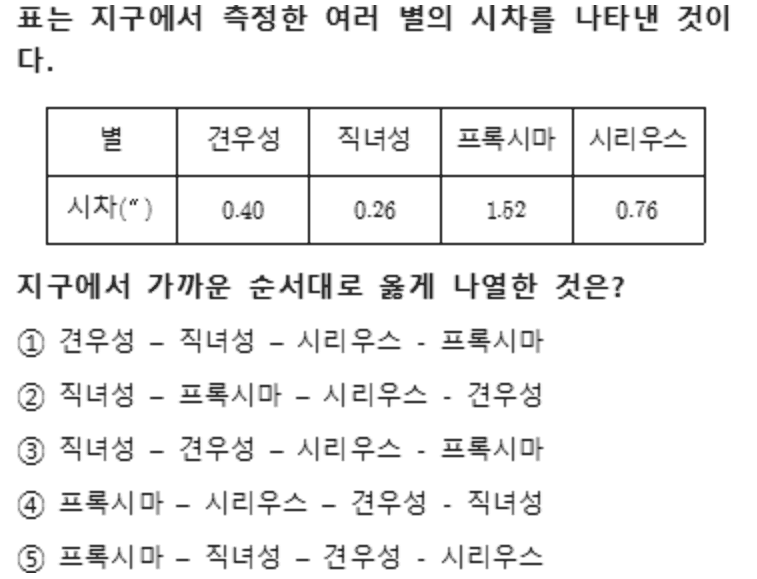 표는 지구에서 측정한 여러 별의 시차를 나타낸 것이
다.
별 견우성 직녀성 프록시마 시리우스
시차(″) 0.40 0.26 1.52 0.76
지구에서 가까운 순서대로 옳게 나열한 것은?
① 견우성 – 직녀성 – 시리우스 - 프록시마
② 직녀성 – 프록시마 – 시리우스 - 견우성
③ 직녀성 – 견우성 – 시리우스 - 프록시마
④ 프록시마 – 시리우스 – 견우성 - 직녀성
⑤ 프록시마 – 직녀성 – 견우성 - 시리우스